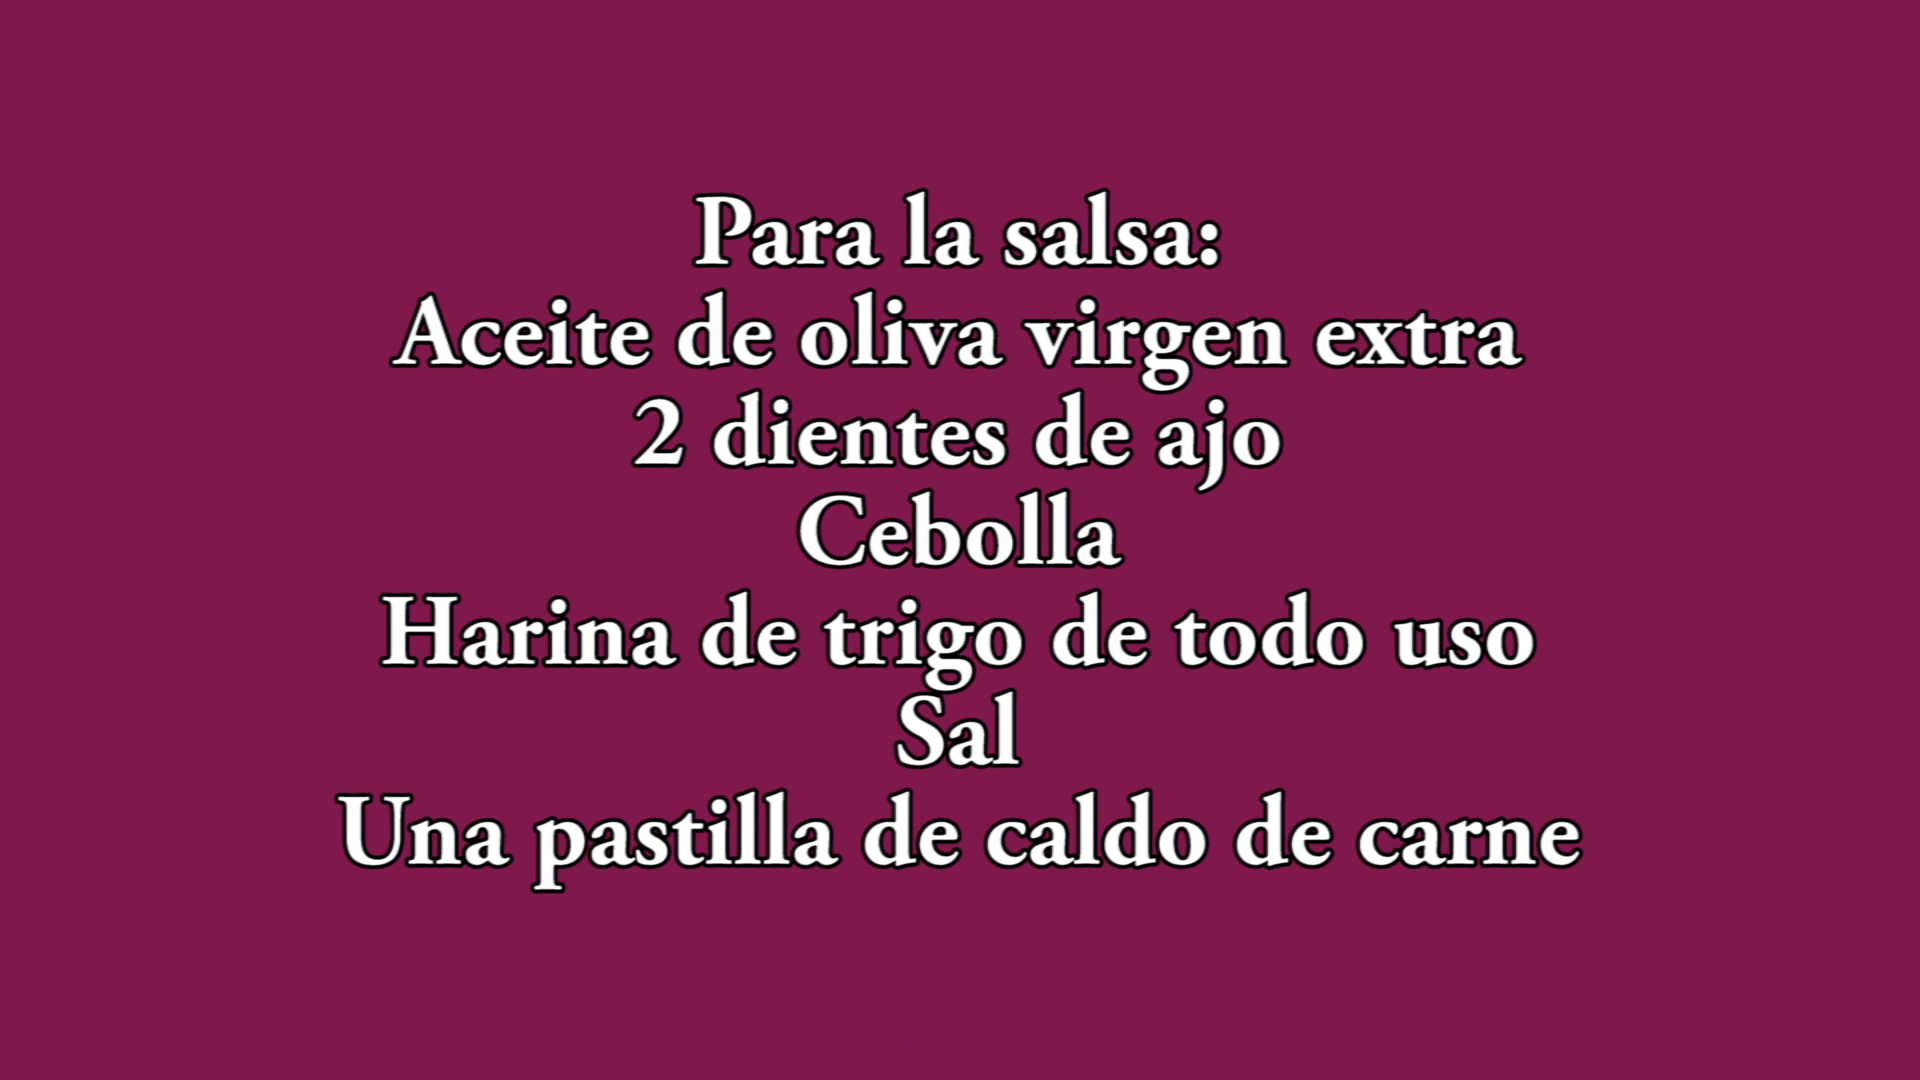 Para la salsa:
Aceite de oliva virgen extra
2 dientes de ajo
Cebolla
Harina de trigo de todo uso
Sal
Una pastilla de caldo de carne